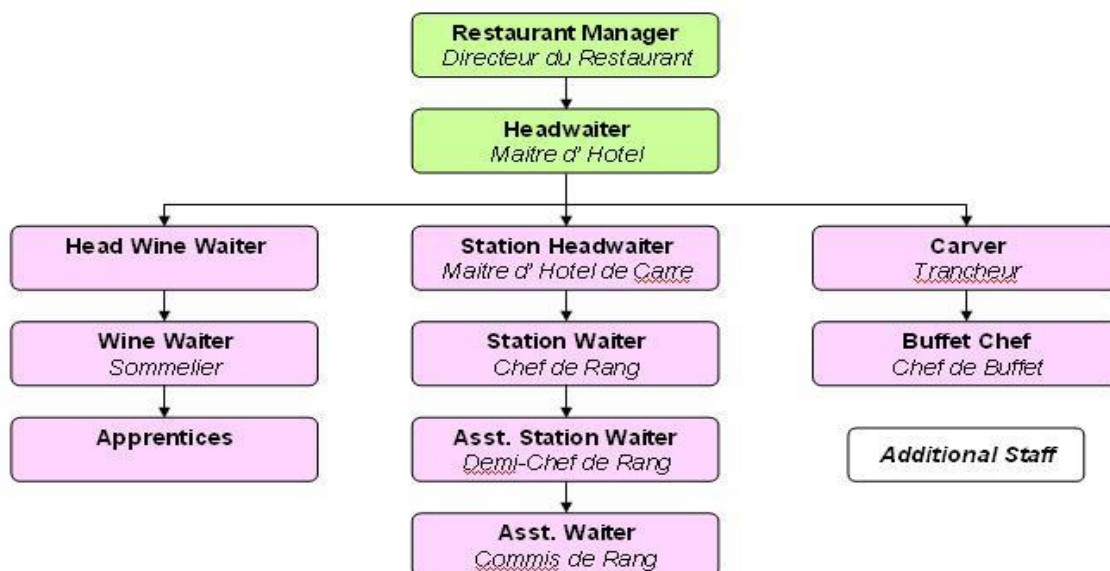 Restaurant Manager
Directeur du Restaurant
Headwaiter
Maitre d' Hotel
Head Wine Waiter
Station Headwaiter
Maitre d' Hotel de Carre
Carver
Trancheur
Wine Waiter
Sommelier
Station Waiter
Chef de Rang
Buffet Chef
Chef de Buffet
Apprentices
Asst. Station Waiter
Demi-Chef de Rang
Additional Staff
Asst. Waiter
Commis de Rang